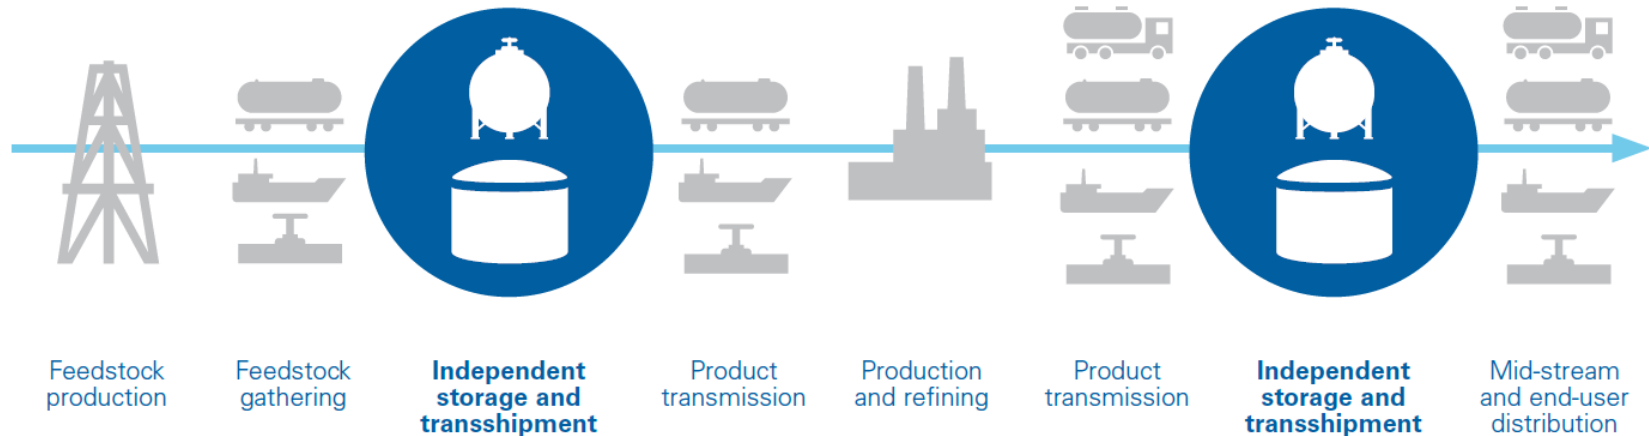 Feedstock
production
Feedstock
gathering
Independent
storage and
transshipment
Product
transmission
Production
and refining
Product
transmission
Independent
storage and
transshipment
Mid-stream
and end-user
distribution